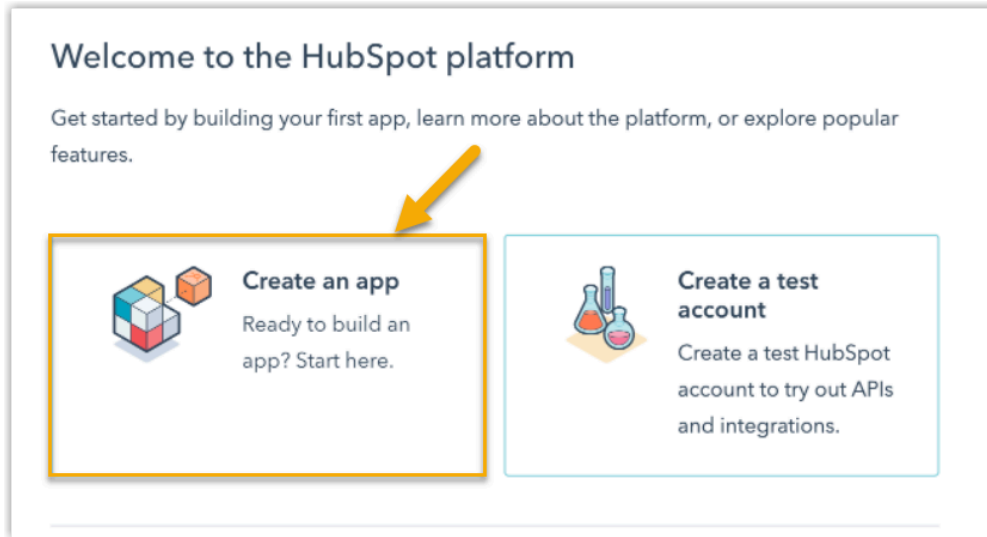 Welcome to the HubSpot platform
Get started by building your first app, learn more about the platform, or explore popular
features.
Create an app
Ready to build an
app? Start here.
Create a test
account
Create a test HubSpot
account to try out APIs
and integrations.